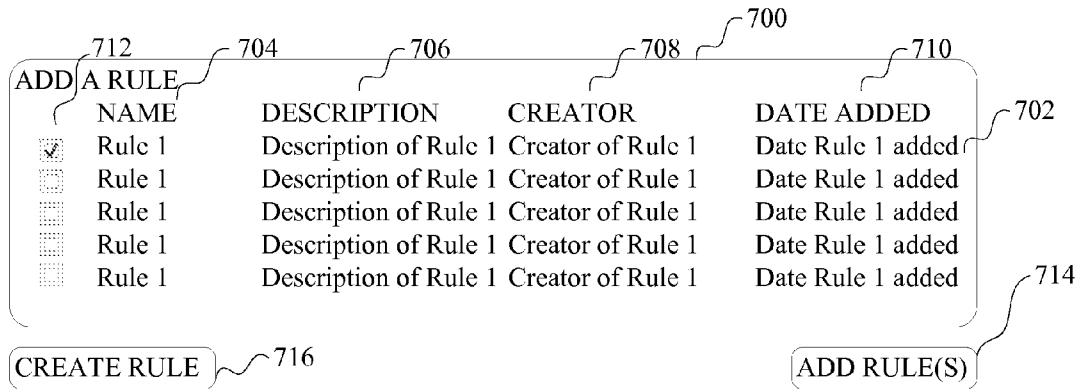 700
712 704 706 708 710
ADD A RULE
NAME DESCRIPTION CREATOR DATE ADDED
702
Rule 1 Description of Rule 1 Creator of Rule 1 Date Rule 1 added
Rule 1 Description of Rule 1 Creator of Rule 1 Date Rule 1 added
Rule 1 Description of Rule 1 Creator of Rule 1 Date Rule 1 added
Rule 1 Description of Rule 1 Creator of Rule 1 Date Rule 1 added
Rule 1 Description of Rule 1 Creator of Rule 1 Date Rule 1 added
714
CREATE RULE 716 ADD RULE(S)